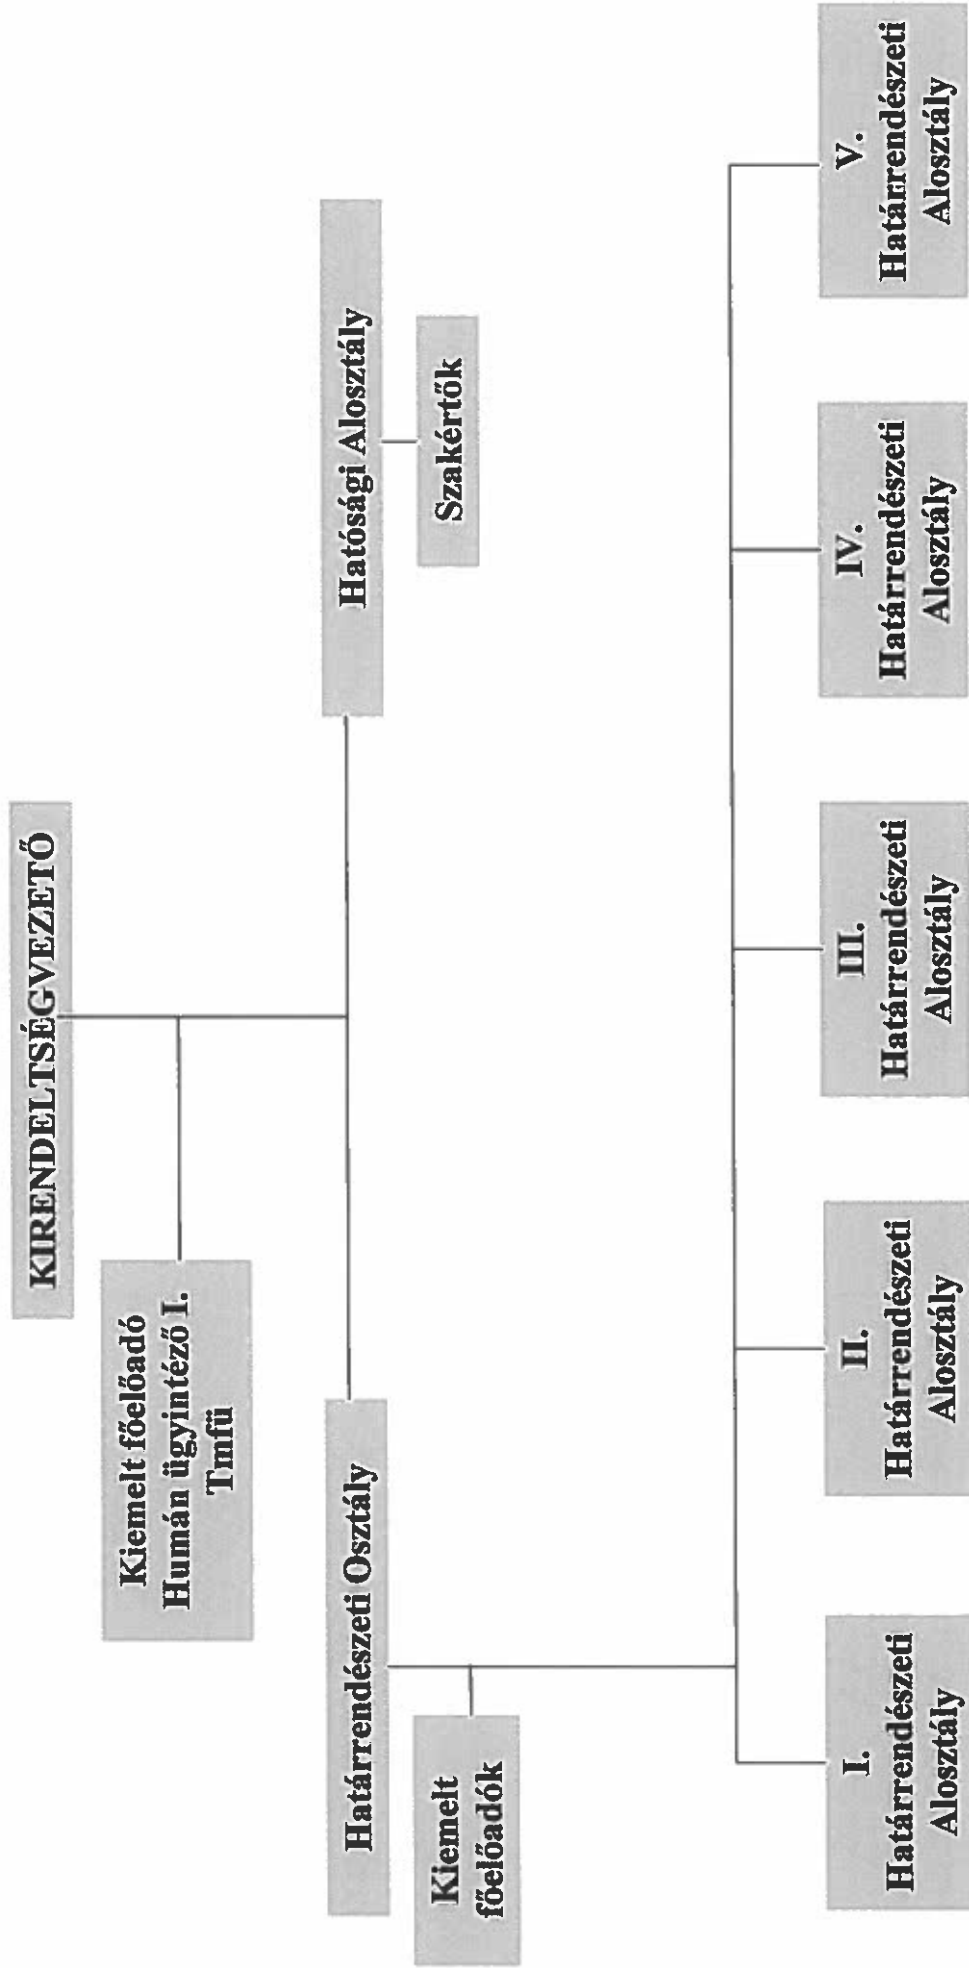 KIRENDELTSÉGVEZETŐ
Kiemelt főelőadó
Humán ügyintéző I.
Tmfü
Határrendészeti Osztály
Hatósági Alosztály
Kiemelt
főelőadók
Szakértők
I.
Határrendészeti
Alosztály
II.
Határrendészeti
Alosztály
III.
Határrendészeti
Alosztály
IV.
Határrendészeti
Alosztály
V.
Határrendészeti
Alosztály